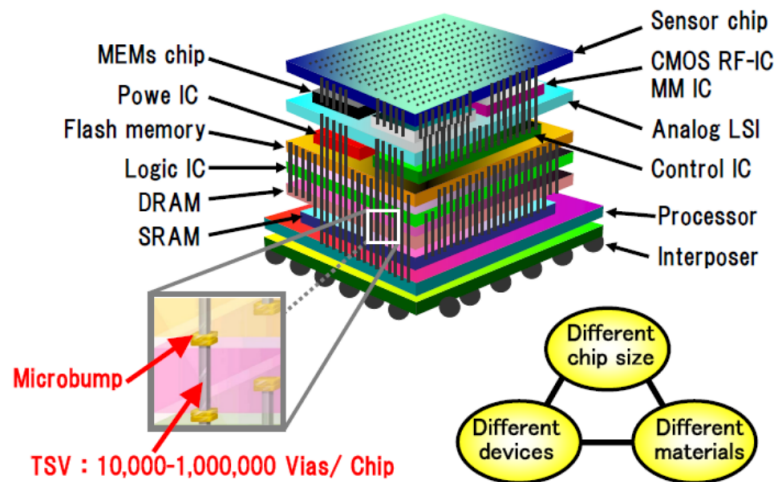 Sensor chip
MEMs chip
CMOS RF-IC
MM IC
Powe IC
Flash memory
Analog LSI
Logic IC
Control IC
DRAM
Processor
SRAM
Interposer
Different
chip size
Microbump
Different
devices
Different
materials
TSV : 10,000-1,000,000 Vias/ Chip